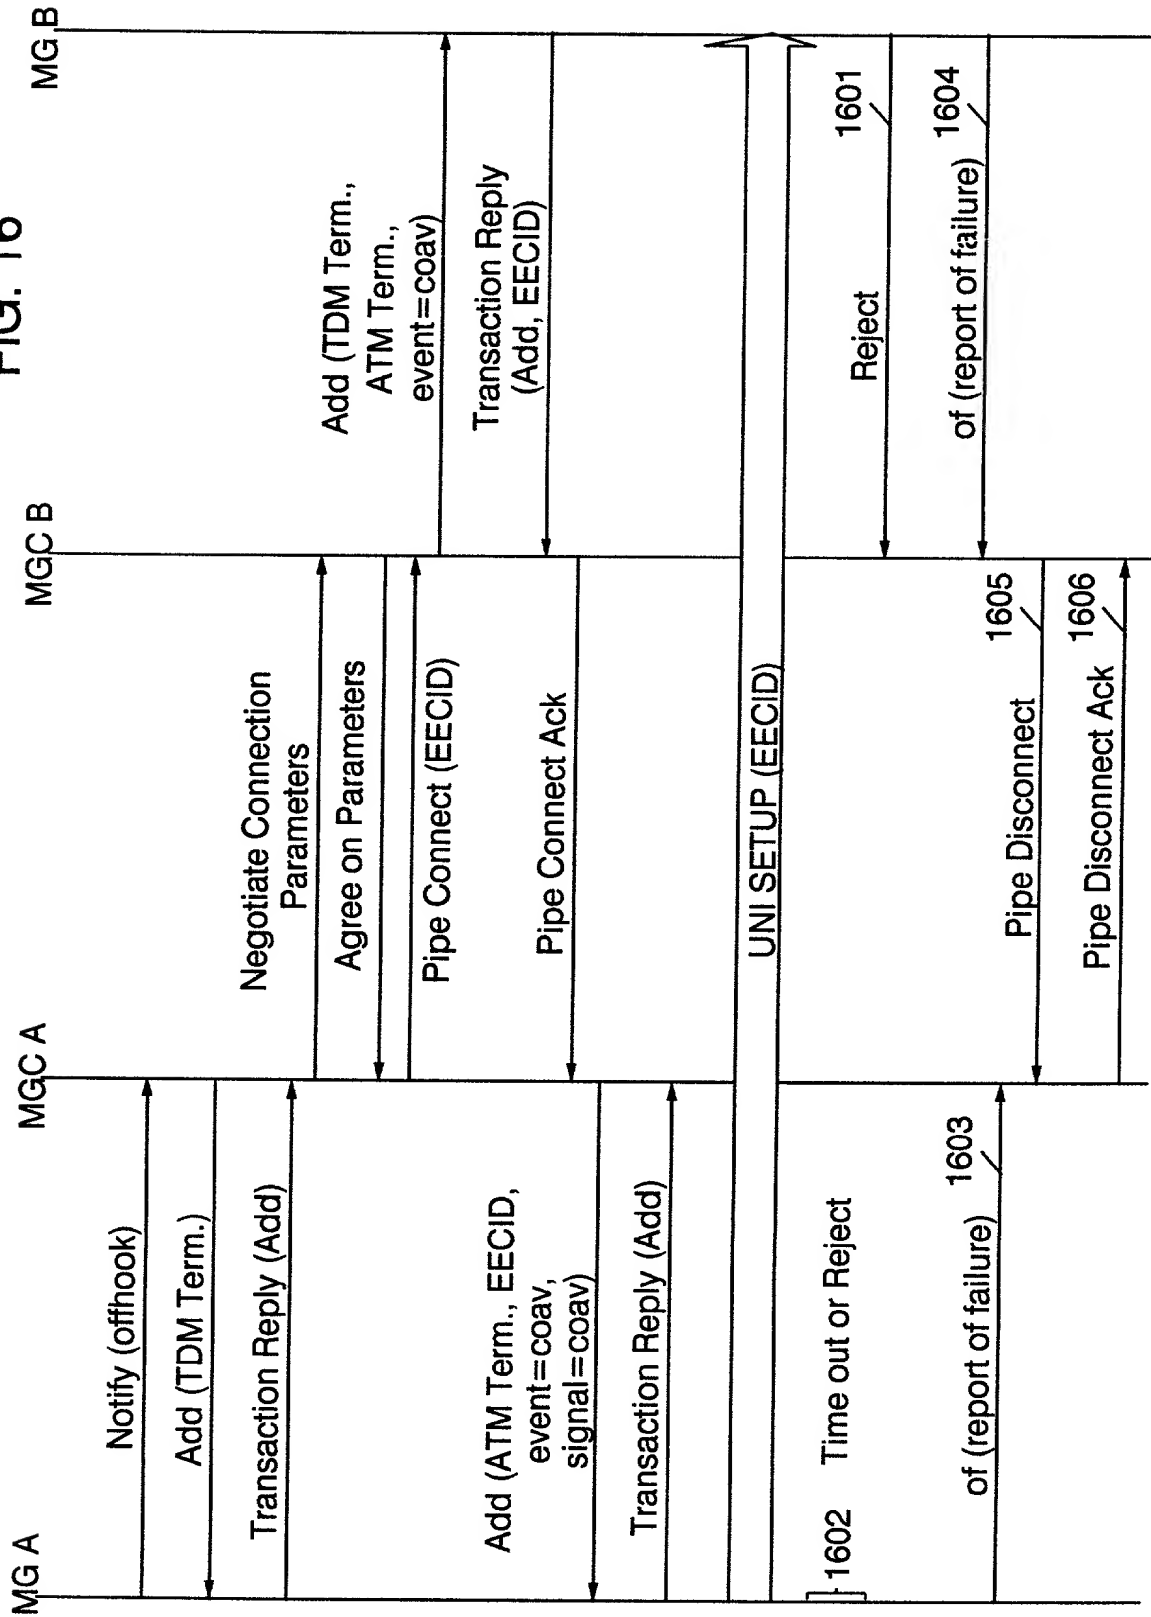 FIG. 16
MG A
MGC A
MGC B
MG B
Notify (offhook)
Add (TDM Term.)
Transaction Reply (Add)
Negotiate Connection
Parameters
Agree on Parameters
Pipe Connect (EECID)
Add (TDM Term.,
ATM Term.,
event=coav)
Transaction Reply
(Add, EECID)
Pipe Connect Ack
Add (ATM Term., EECID,
event=coav,
signal=coav)
Transaction Reply (Add)
UNI SETUP (EECID)
1602
Time out or Reject
Reject
1601
of (report of failure)
1603
of (report of failure)
1604
Pipe Disconnect
1605
Pipe Disconnect Ack
1606